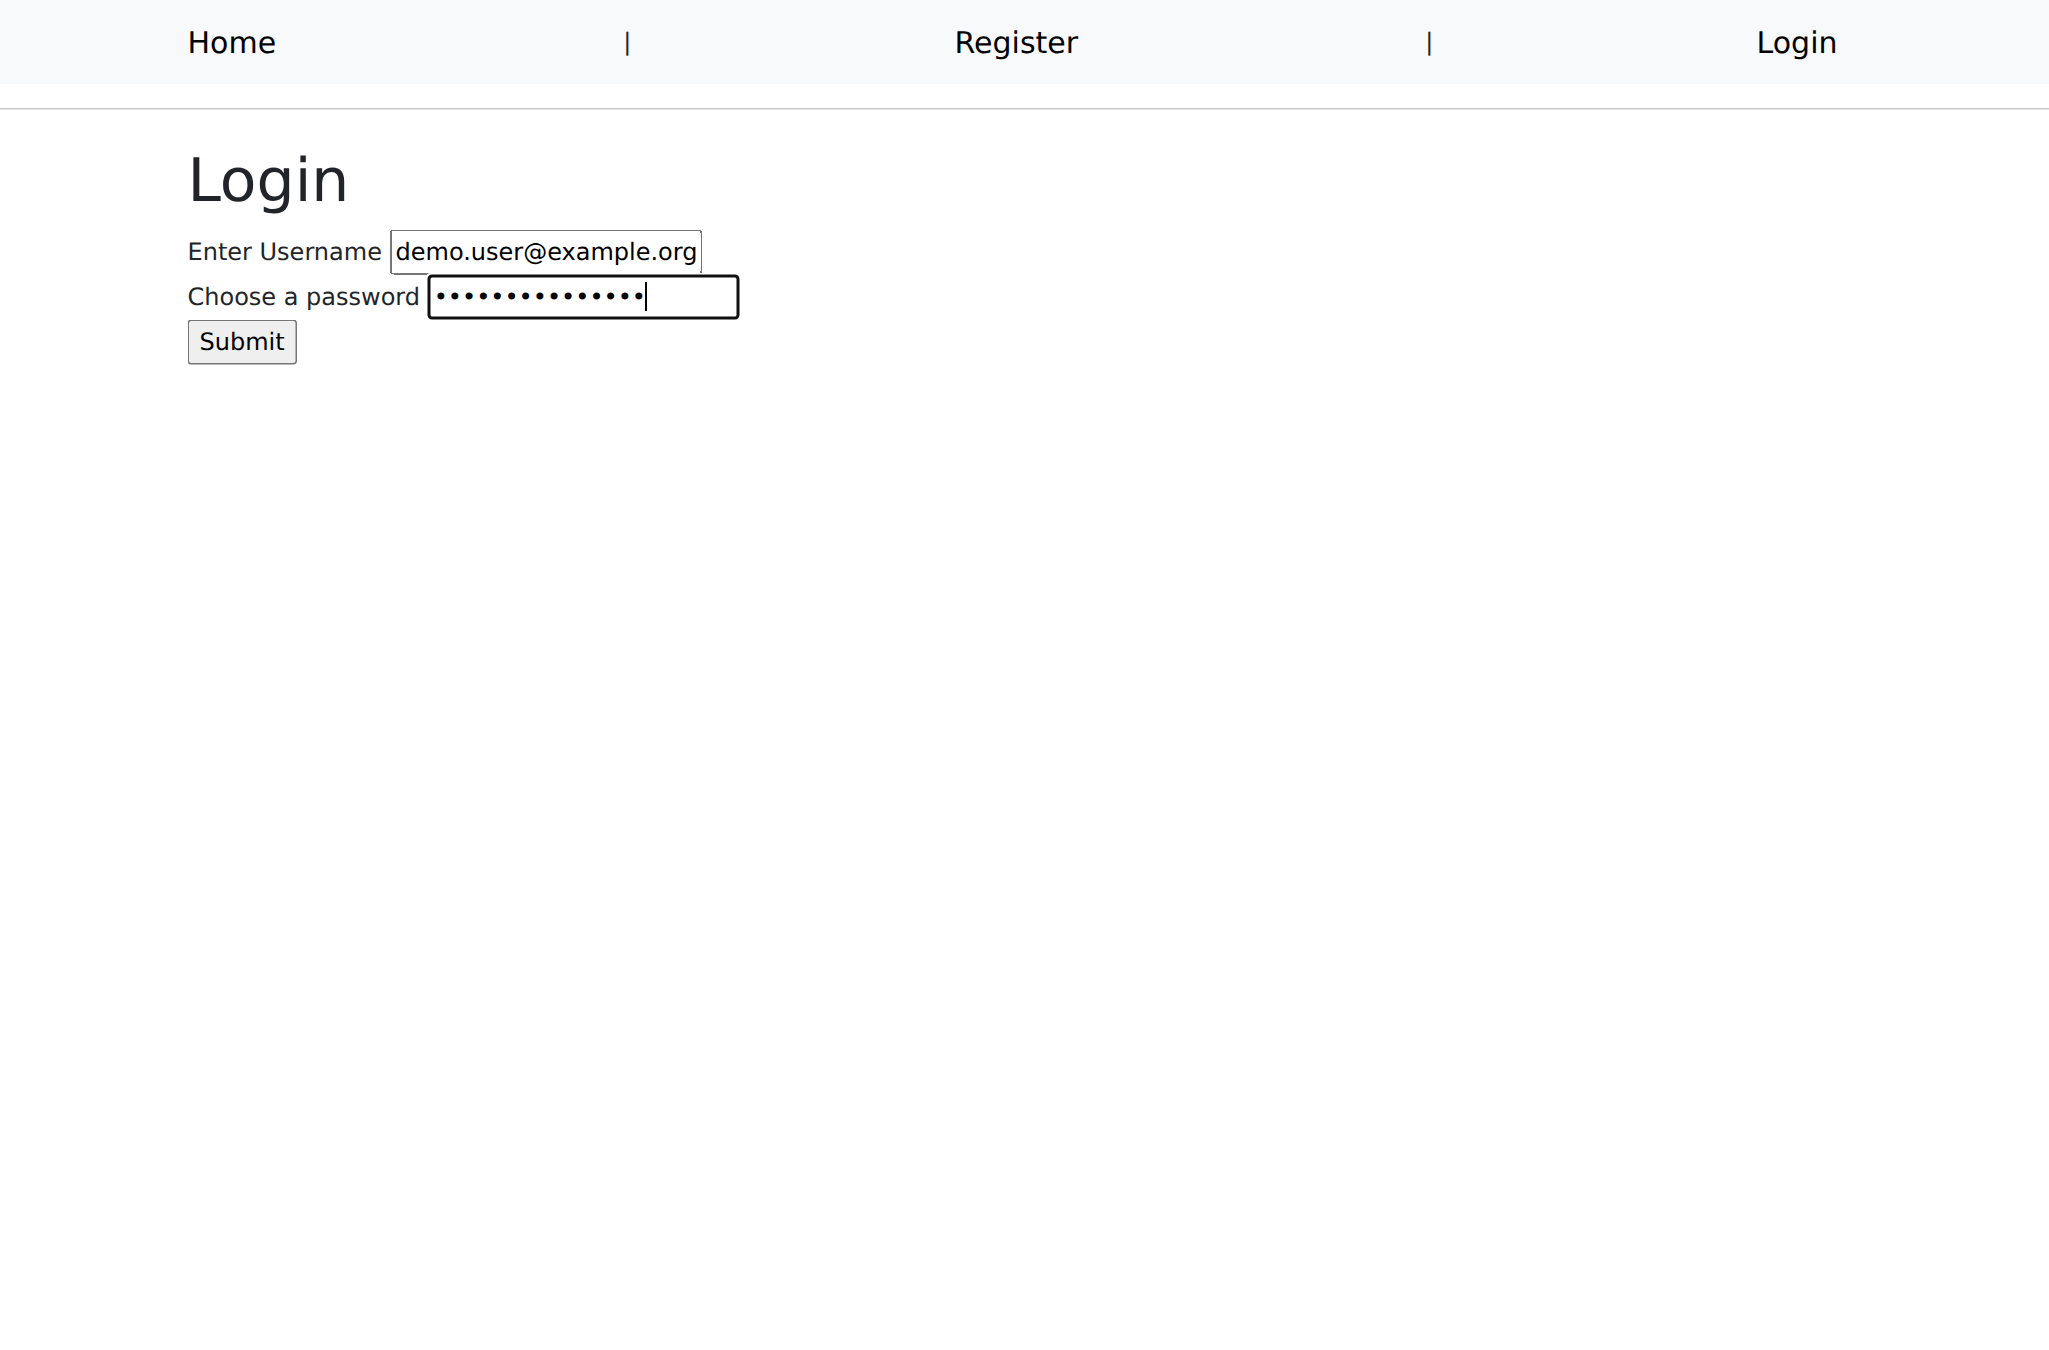 Home | Register | Login
Login
Enter Username demo.user@example.org
Choose a password •••••••••••••••
Submit